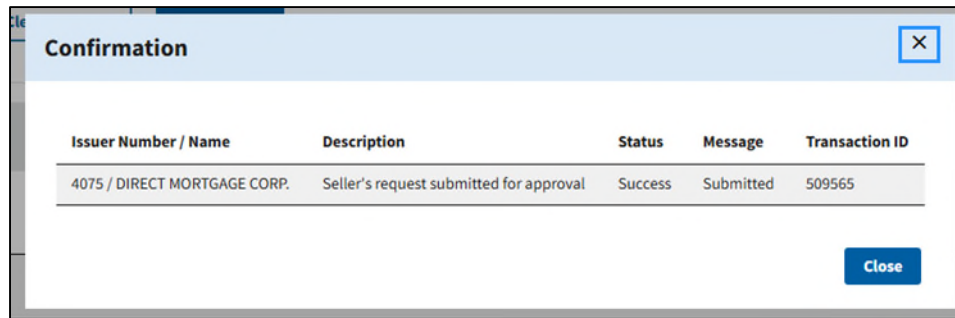 Cle
Confirmation
×
Issuer Number / Name Description Status Message Transaction ID
4075 / DIRECT MORTGAGE CORP. Seller's request submitted for approval Success Submitted 509565
Close